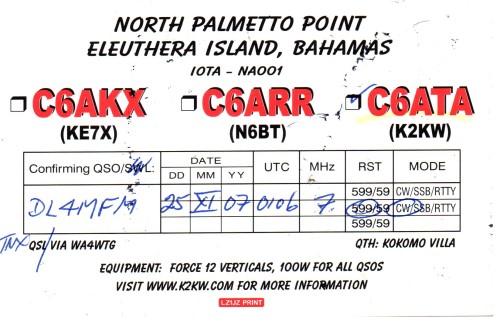 NORTH PALMETTO POINT
ELEUTHERA ISLAND, BAHAMAS
IOTA - NA001
C6AKX C6ARR C6ATA
(KE7X) (N6BT) (K2KW)
Confirming QSO/SWL: DATE UTC MHz RST MODE
DD MM YY
599/59 CW/SSB/RTTY
DL4MFM 25 XI 07 0106 7. 599/59 CW/SSB/RTTY
599/59
TNX QSL VIA WA4WTG QTH: KOKOMO VILLA
EQUIPMENT: FORCE 12 VERTICALS, 100W FOR ALL QSOS
VISIT WWW.K2KW.COM FOR MORE INFORMATION
LZ1JZ PRINT